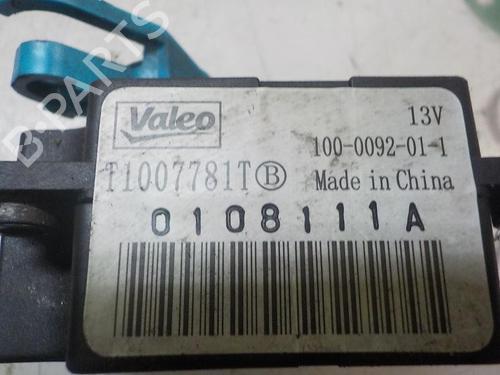 Valeo
13V
100-0092-01-1
T1007781T Ⓑ
Made in China
0108111A
B-PARTS